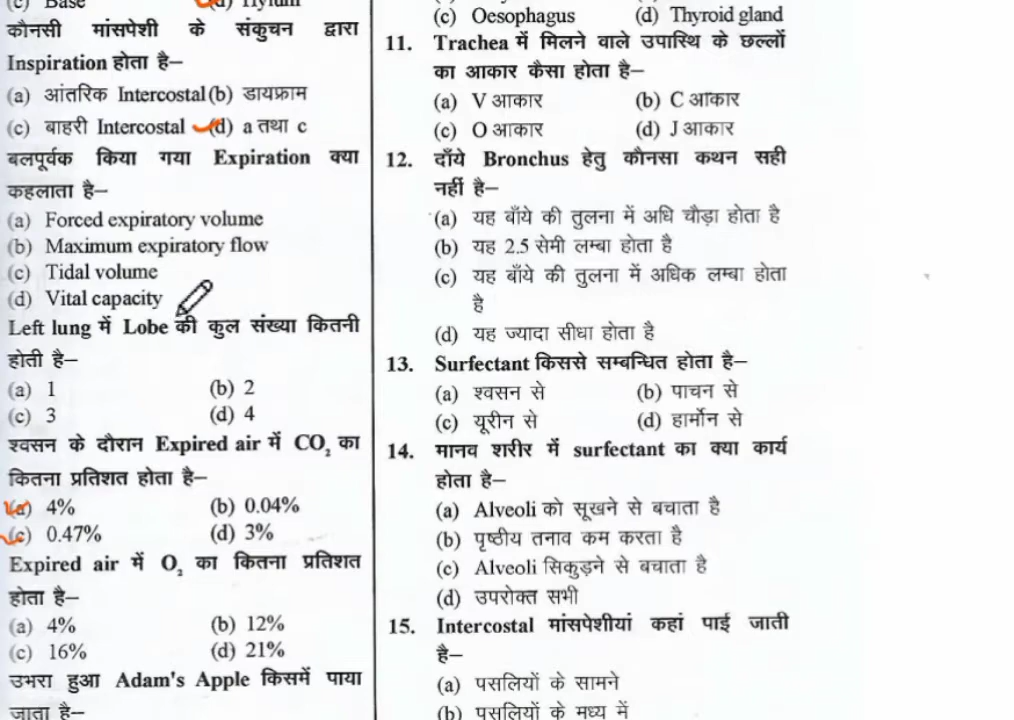 (c) Base (d) Hylum
कौनसी मांसपेशी के संकुचन द्वारा
Inspiration होता है–
(a) आंतरिक Intercostal (b) डायफ्राम
(c) बाहरी Intercostal (d) a तथा c
बलपूर्वक किया गया Expiration क्या
कहलाता है–
(a) Forced expiratory volume
(b) Maximum expiratory flow
(c) Tidal volume
(d) Vital capacity
Left lung में Lobe की कुल संख्या कितनी
होती है–
(a) 1 (b) 2
(c) 3 (d) 4
श्वसन के दौरान Expired air में CO₂ का
कितना प्रतिशत होता है–
(a) 4% (b) 0.04%
(c) 0.47% (d) 3%
Expired air में O₂ का कितना प्रतिशत
होता है–
(a) 4% (b) 12%
(c) 16% (d) 21%
उभरा हुआ Adam's Apple किसमें पाया
जाता है–
(c) Oesophagus (d) Thyroid gland
11. Trachea में मिलने वाले उपास्थि के छल्लों
का आकार कैसा होता है–
(a) V आकार (b) C आकार
(c) O आकार (d) J आकार
12. दाँये Bronchus हेतु कौनसा कथन सही
नहीं है–
(a) यह बाँये की तुलना में अधि चौड़ा होता है
(b) यह 2.5 सेमी लम्बा होता है
(c) यह बाँये की तुलना में अधिक लम्बा होता
है
(d) यह ज्यादा सीधा होता है
13. Surfectant किससे सम्बन्धित होता है–
(a) श्वसन से (b) पाचन से
(c) यूरीन से (d) हार्मोन से
14. मानव शरीर में surfectant का क्या कार्य
होता है–
(a) Alveoli को सूखने से बचाता है
(b) पृष्ठीय तनाव कम करता है
(c) Alveoli सिकुड़ने से बचाता है
(d) उपरोक्त सभी
15. Intercostal मांसपेशीयां कहां पाई जाती
है–
(a) पसलियों के सामने
(b) पसलियों के मध्य में